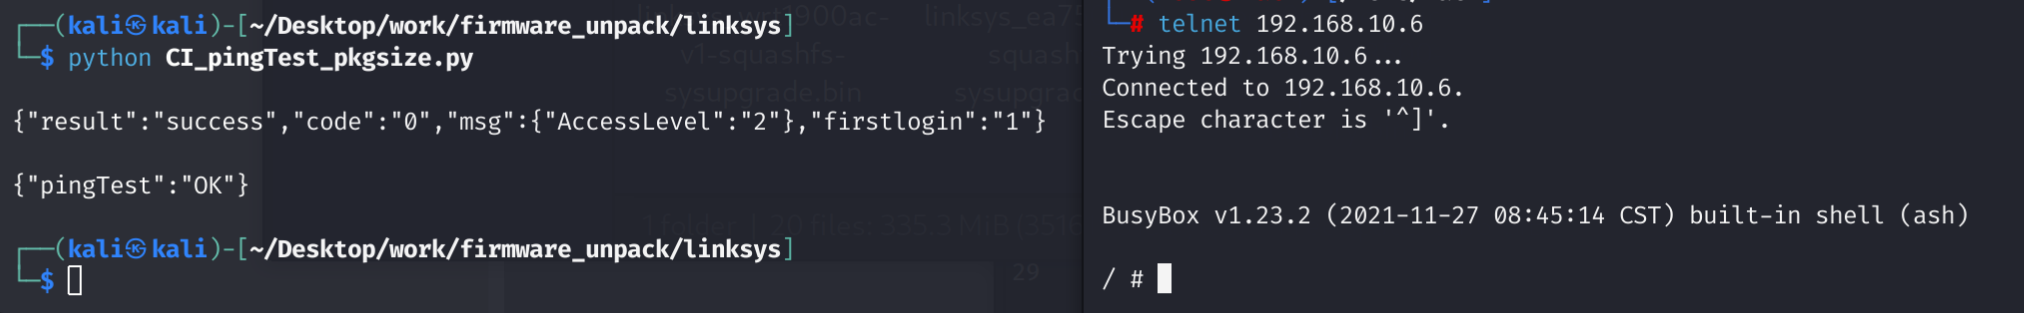 ┌──(kali㉿kali)-[~/Desktop/work/firmware_unpack/linksys]
└─$ python CI_pingTest_pkgsize.py
{"result":"success","code":"0","msg":{"AccessLevel":"2"},"firstlogin":"1"}
{"pingTest":"OK"}
┌──(kali㉿kali)-[~/Desktop/work/firmware_unpack/linksys]
└─$
1900ac-
linksys_ea75
v1-squashfs-
squash
sysupgrade.bin
sysupgrad
1 folder | 20 files: 335.3 MiB (3516
29
└─# telnet 192.168.10.6
Trying 192.168.10.6...
Connected to 192.168.10.6.
Escape character is '^]'.
BusyBox v1.23.2 (2021-11-27 08:45:14 CST) built-in shell (ash)
/ #